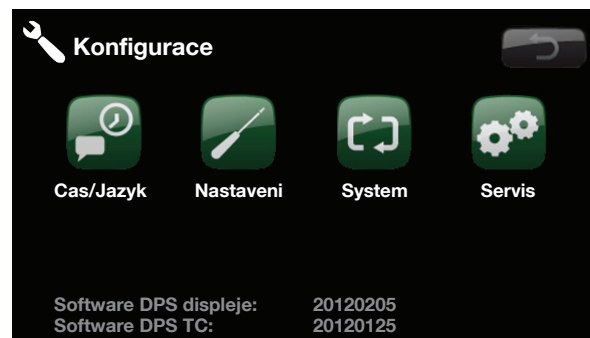 Konfigurace
Cas/Jazyk Nastaveni System Servis
Software DPS displeje: 20120205
Software DPS TC: 20120125